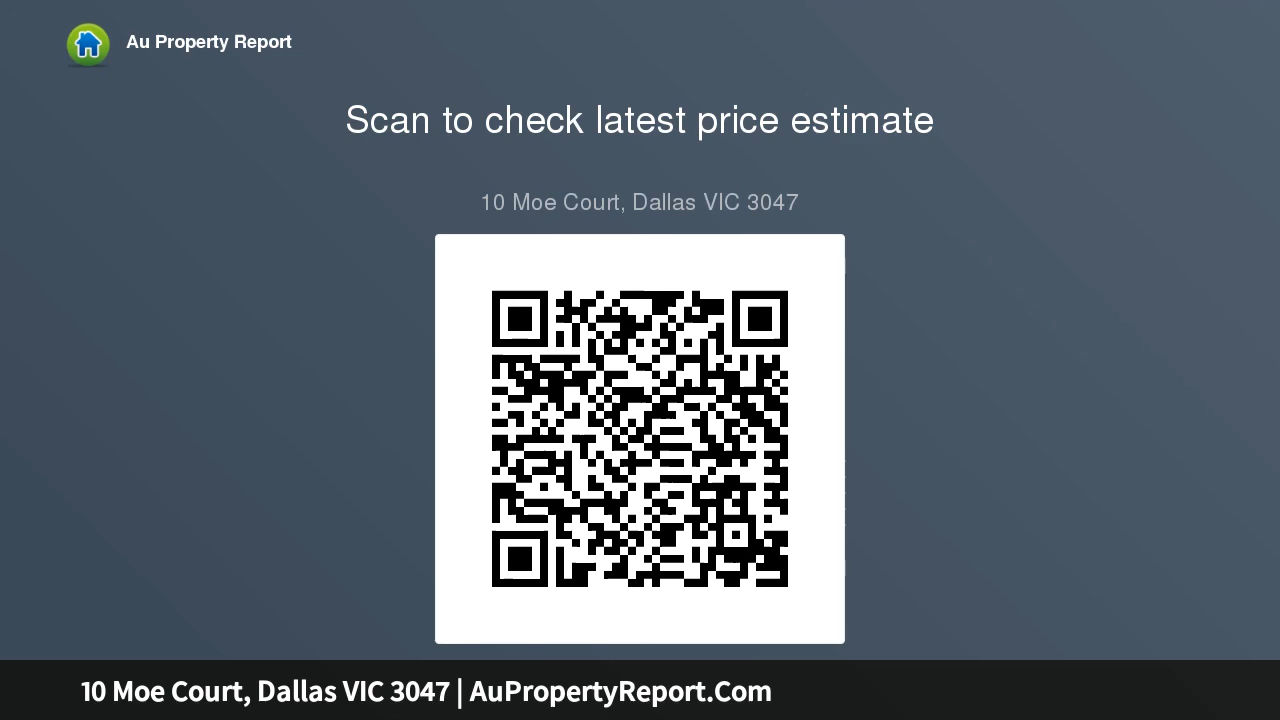 Au Property Report
Scan to check latest price estimate
10 Moe Court, Dallas VIC 3047
10 Moe Court, Dallas VIC 3047 | AuPropertyReport.Com